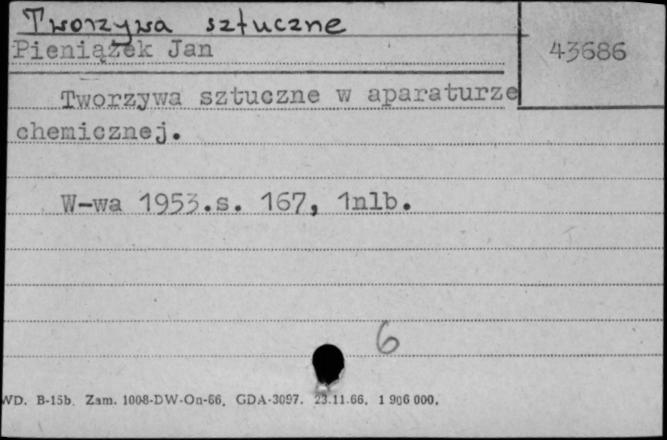 Tworzywa sztuczne
Pieniążek Jan
43686
Tworzywa sztuczne w aparaturze
chemicznej.
W-wa 1953.s. 167, 1nlb.
6
WD. B-15b. Zam. 1008-DW-On-66. GDA-3097. 23.11.66. 1 906 000.